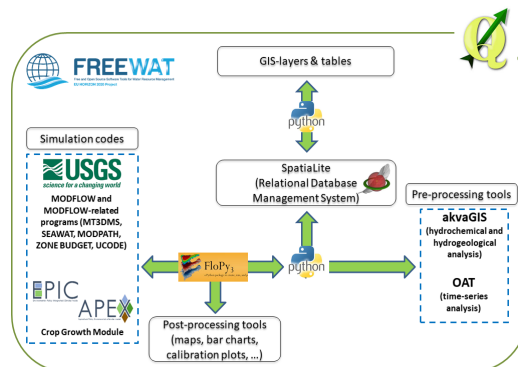 FREEWAT
Free and Open Source Software Tools for Water Resource Management
EU HORIZON 2020 Project
GIS-layers & tables
python
Simulation codes
USGS
science for a changing world
MODFLOW and
MODFLOW-related
programs (MT3DMS,
SEAWAT, MODPATH,
ZONE BUDGET, UCODE)
EPIC
APEX
Crop Growth Module
SpatiaLite
(Relational Database
Management System)
Pre-processing tools
akvaGIS
(hydrochemical and
hydrogeological
analysis)
OAT
(time-series
analysis)
FloPy3
python
Post-processing tools
(maps, bar charts,
calibration plots, ...)